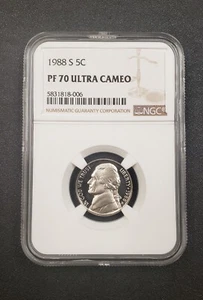 1988 S 5C
PF 70 ULTRA CAMEO
5831818-006
NUMISMATIC GUARANTY CORPORATION
NGC